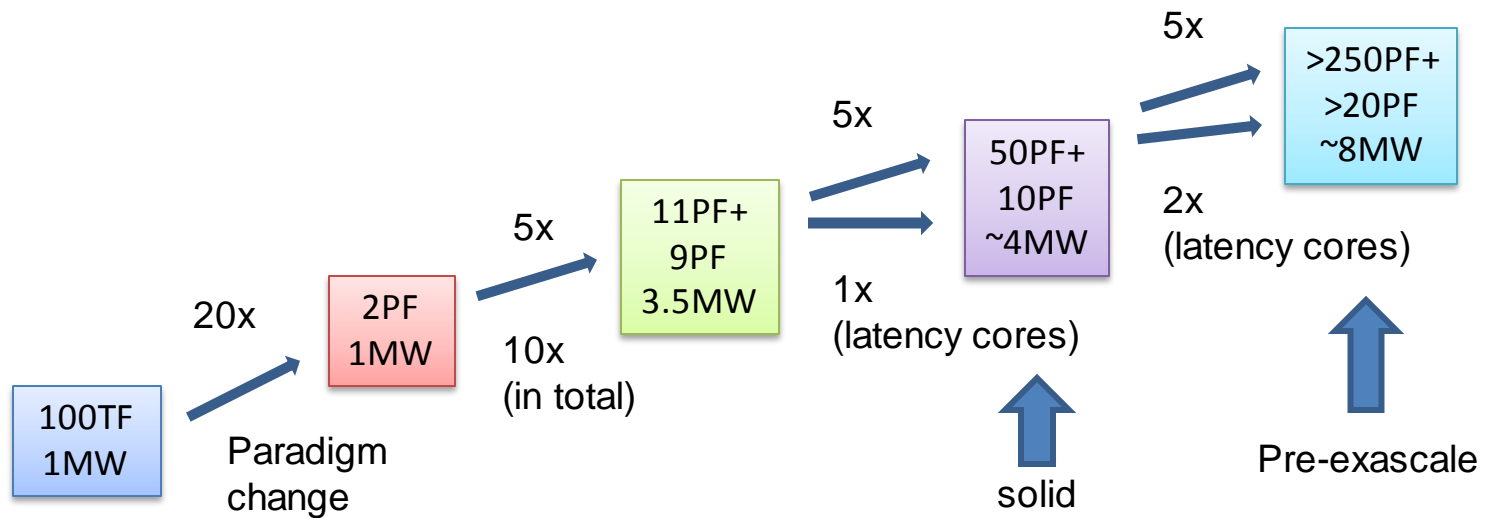 100TF
1MW
20x
Paradigm
change
2PF
1MW
5x
10x
(in total)
11PF+
9PF
3.5MW
5x
1x
(latency cores)
50PF+
10PF
~4MW
solid
5x
2x
(latency cores)
>250PF+
>20PF
~8MW
Pre-exascale